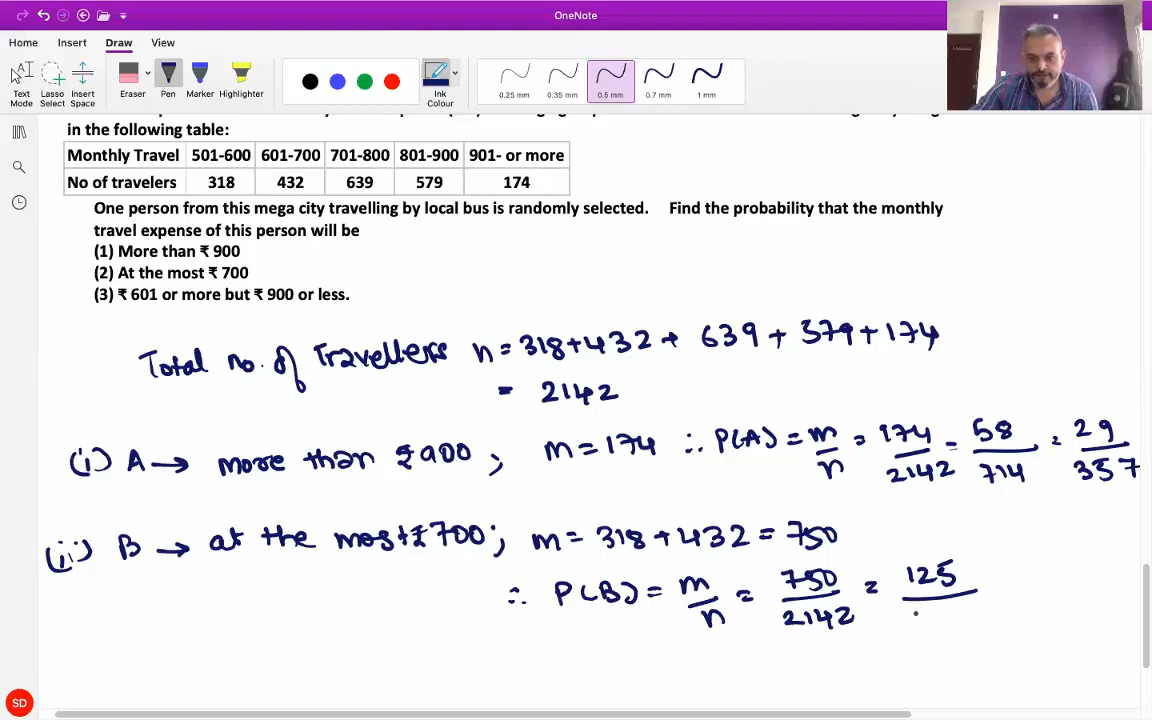 OneNote
Home Insert Draw View
Text Mode Lasso Select Insert Space Eraser Pen Marker Highlighter Ink Colour 0.25 mm 0.35 mm 0.5 mm 0.7 mm 1 mm
in the following table:
Monthly Travel 501-600 601-700 701-800 801-900 901- or more
No of travelers 318 432 639 579 174
One person from this mega city travelling by local bus is randomly selected. Find the probability that the monthly
travel expense of this person will be
(1) More than ₹ 900
(2) At the most ₹ 700
(3) ₹ 601 or more but ₹ 900 or less.
Total no. of Travellers n = 318+432+ 639 + 579 + 174
= 2142
(i) A → more than ₹900 ; m = 174 ∴ P(A) = m/n = 174/2142 = 58/714 = 29/357
(ii) B → at the most ₹700 ; m = 318 + 432 = 750
∴ P(B) = m/n = 750/2142 = 125
SD